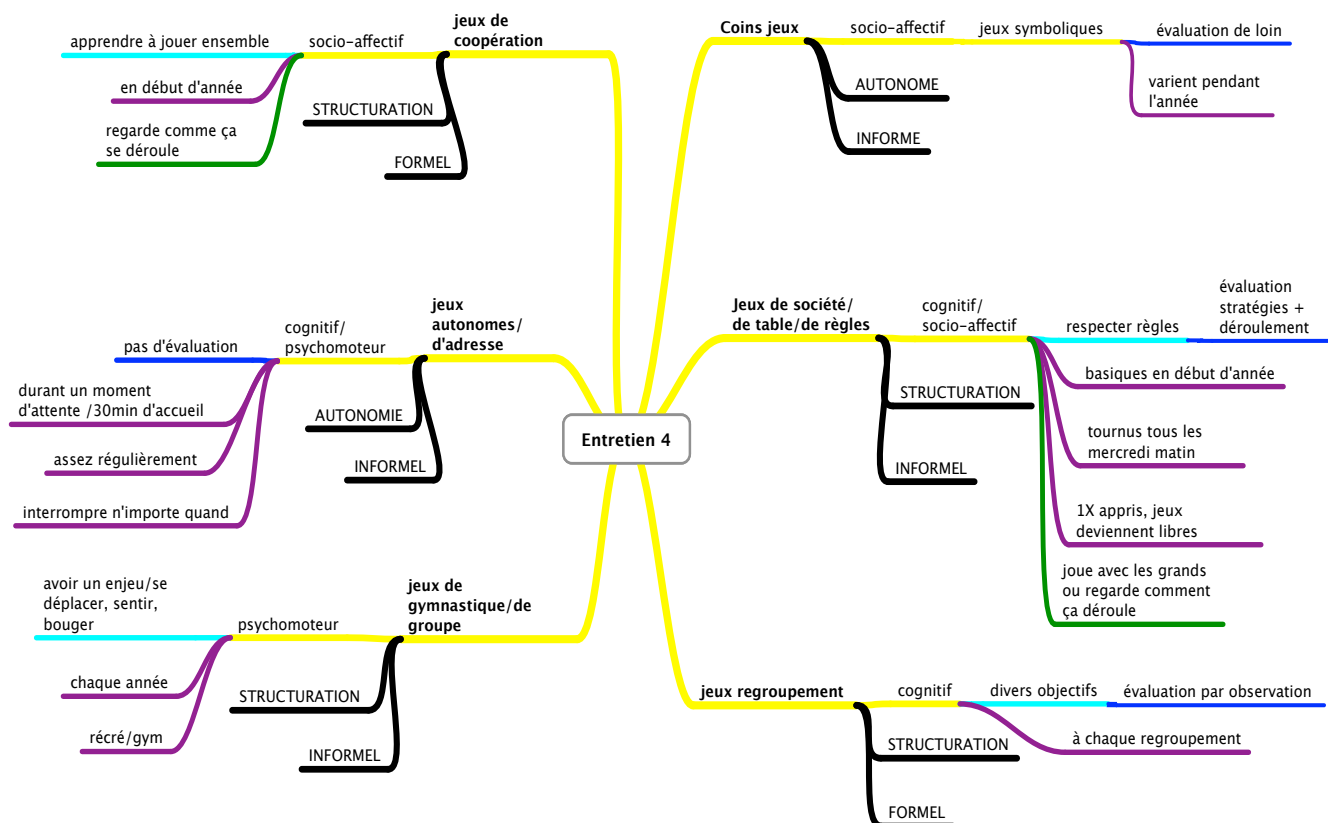 jeux de
coopération
socio-affectif
apprendre à jouer ensemble
en début d'année
regarde comme ça
se déroule
STRUCTURATION
FORMEL
jeux
autonomes/
d'adresse
cognitif/
psychomoteur
pas d'évaluation
durant un moment
d'attente /30min d'accueil
assez régulièrement
interrompre n'importe quand
AUTONOMIE
INFORMEL
jeux de
gymnastique/de
groupe
psychomoteur
avoir un enjeu/se
déplacer, sentir,
bouger
chaque année
récré/gym
STRUCTURATION
INFORMEL
Entretien 4
Coins jeux
socio-affectif
jeux symboliques
évaluation de loin
varient pendant
l'année
AUTONOME
INFORME
Jeux de société/
de table/de règles
cognitif/
socio-affectif
respecter règles
évaluation
stratégies +
déroulement
basiques en début d'année
tournus tous les
mercredi matin
1X appris, jeux
deviennent libres
joue avec les grands
ou regarde comment
ça déroule
STRUCTURATION
INFORMEL
jeux regroupement
cognitif
divers objectifs
évaluation par observation
à chaque regroupement
STRUCTURATION
FORMEL